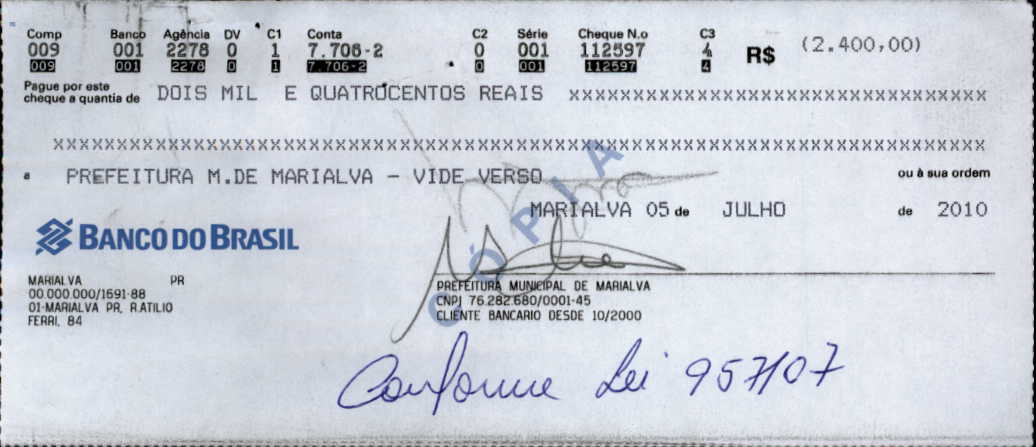 Comp Banco Agência DV C1 Conta C2 Série Cheque N.o C3
009 001 2278 0 1 7.706-2 0 001 112597 4 R$ (2.400,00)
009 001 2278 0 1 7.706-2 0 001 112597 4
Pague por este
cheque a quantia de DOIS MIL E QUATROCENTOS REAIS XXXXXXXXXXXXXXXXXXXXXXXXXXXXXXXXXXXXXXX
XXXXXXXXXXXXXXXXXXXXXXXXXXXXXXXXXXXXXXXXXXXXXXXXXXXXXXXXXXXXXXXXXXXXXXXXXXXXXXXXXXXXXX
a PREFEITURA M.DE MARIALVA - VIDE VERSO ou à sua ordem
MARIALVA 05 de JULHO de 2010
CÓPIA
BANCO DO BRASIL
MARIALVA PR
00.000.000/1691-88
01-MARIALVA PR, R.ATILIO
FERRI, 84
PREFEITURA MUNICIPAL DE MARIALVA
CNPJ 76.282.680/0001-45
CLIENTE BANCARIO DESDE 10/2000
Conforme Lei 957/07